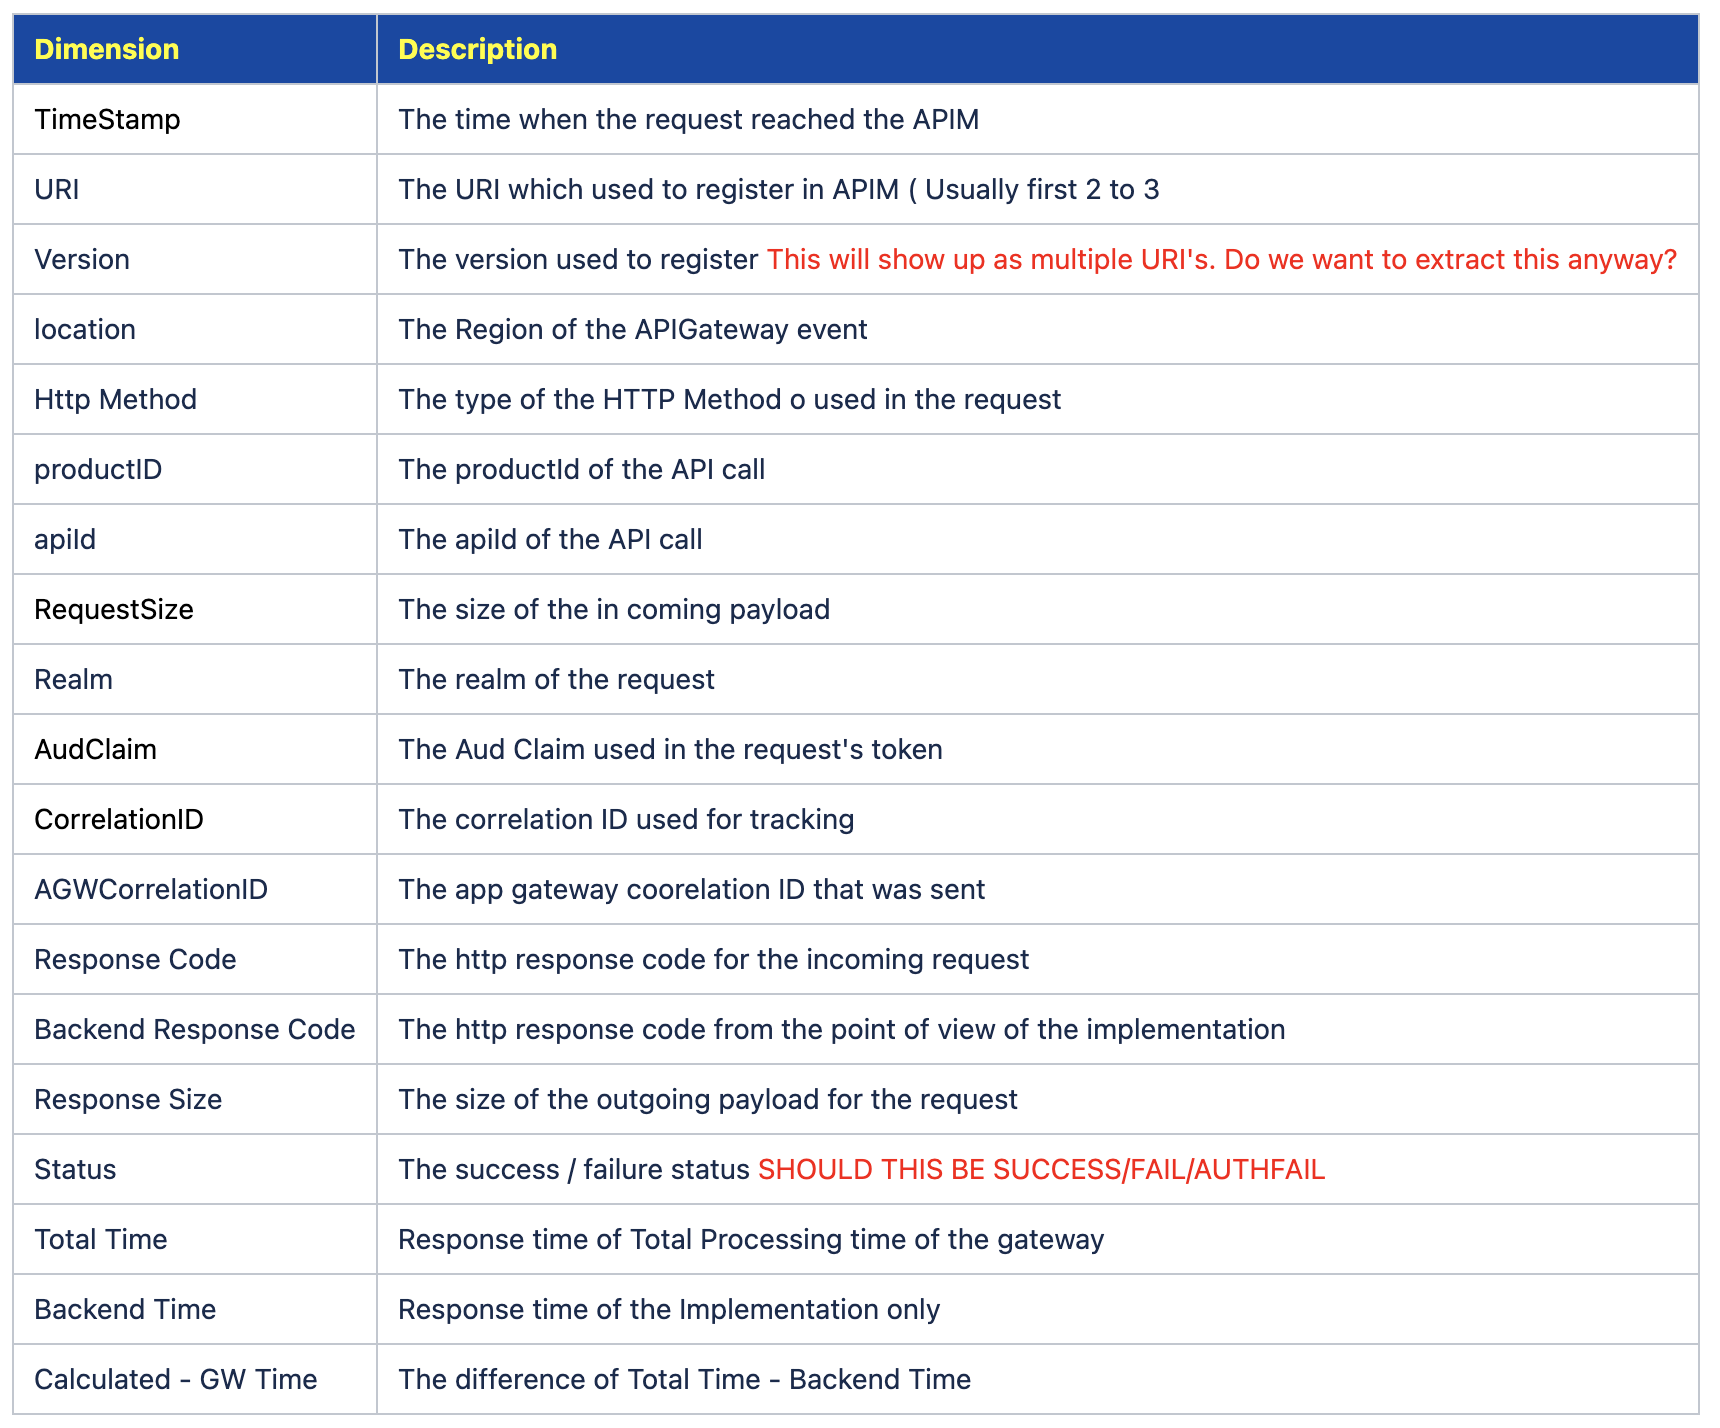 Dimension Description
TimeStamp The time when the request reached the APIM
URI The URI which used to register in APIM ( Usually first 2 to 3
Version The version used to register This will show up as multiple URI's. Do we want to extract this anyway?
location The Region of the APIGateway event
Http Method The type of the HTTP Method o used in the request
productID The productId of the API call
apiId The apiId of the API call
RequestSize The size of the in coming payload
Realm The realm of the request
AudClaim The Aud Claim used in the request's token
CorrelationID The correlation ID used for tracking
AGWCorrelationID The app gateway coorelation ID that was sent
Response Code The http response code for the incoming request
Backend Response Code The http response code from the point of view of the implementation
Response Size The size of the outgoing payload for the request
Status The success / failure status SHOULD THIS BE SUCCESS/FAIL/AUTHFAIL
Total Time Response time of Total Processing time of the gateway
Backend Time Response time of the Implementation only
Calculated - GW Time The difference of Total Time - Backend Time